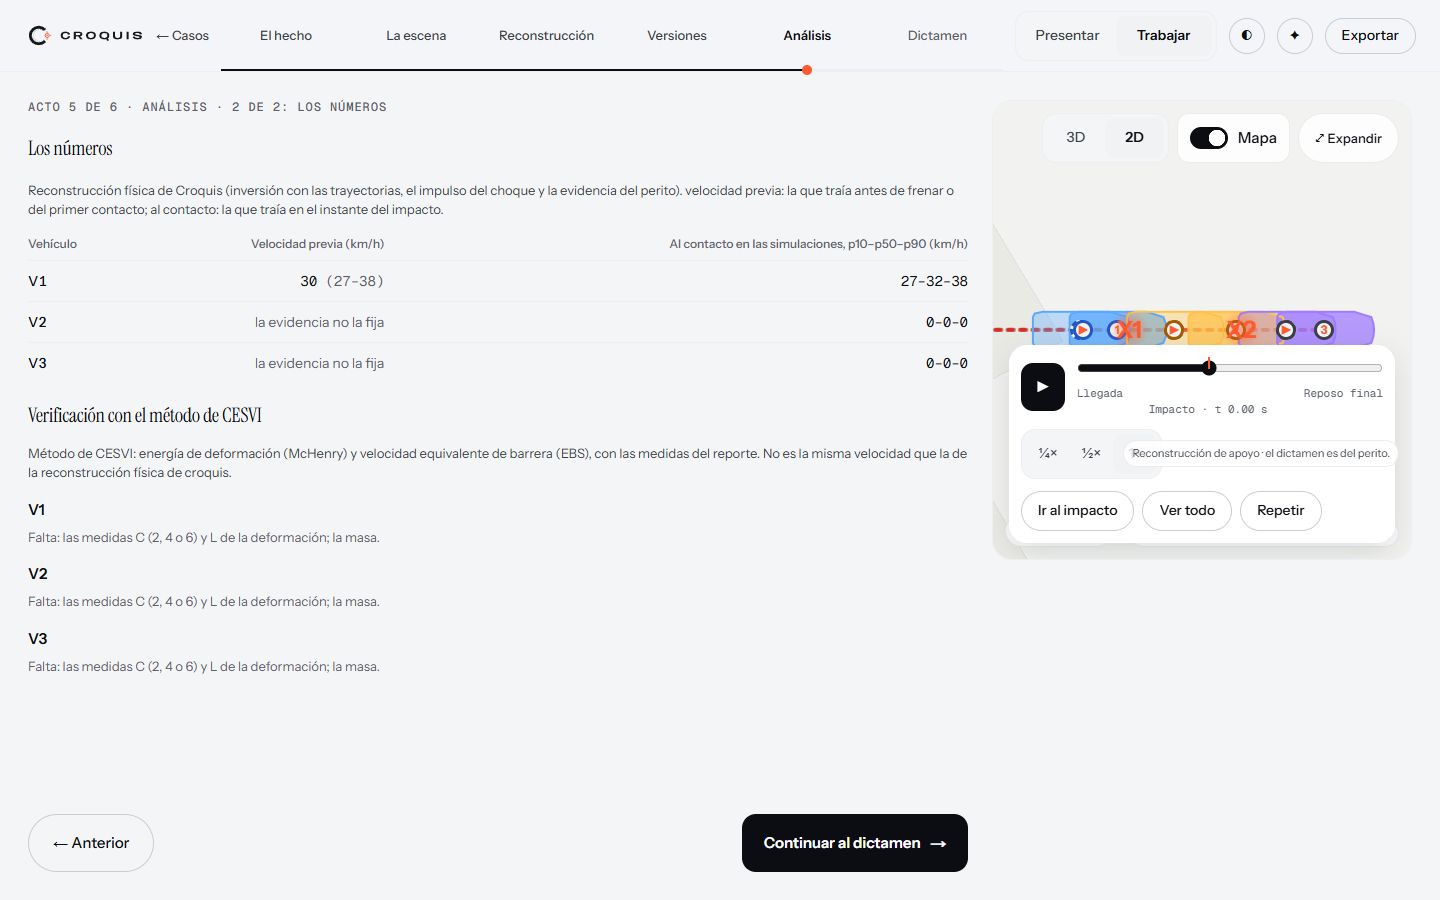 CROQUIS
← Casos
El hecho
La escena
Reconstrucción
Versiones
Análisis
Dictamen
Presentar
Trabajar
Exportar
ACTO 5 DE 6 · ANÁLISIS · 2 DE 2: LOS NÚMEROS
Los números
Reconstrucción física de Croquis (inversión con las trayectorias, el impulso del choque y la evidencia del perito). velocidad previa: la que traía antes de frenar o
del primer contacto; al contacto: la que traía en el instante del impacto.
Vehículo
Velocidad previa (km/h)
Al contacto en las simulaciones, p10–p50–p90 (km/h)
V1
30 (27–38)
27–32–38
V2
la evidencia no la fija
0–0–0
V3
la evidencia no la fija
0–0–0
Verificación con el método de CESVI
Método de CESVI: energía de deformación (McHenry) y velocidad equivalente de barrera (EBS), con las medidas del reporte. No es la misma velocidad que la de
la reconstrucción física de croquis.
V1
Falta: las medidas C (2, 4 o 6) y L de la deformación; la masa.
V2
Falta: las medidas C (2, 4 o 6) y L de la deformación; la masa.
V3
Falta: las medidas C (2, 4 o 6) y L de la deformación; la masa.
← Anterior
Continuar al dictamen →
3D
2D
Mapa
⤢ Expandir
1
X1
X2
3
Llegada
Reposo final
Impacto · t 0.00 s
¼×
½×
Reconstrucción de apoyo · el dictamen es del perito.
Ir al impacto
Ver todo
Repetir